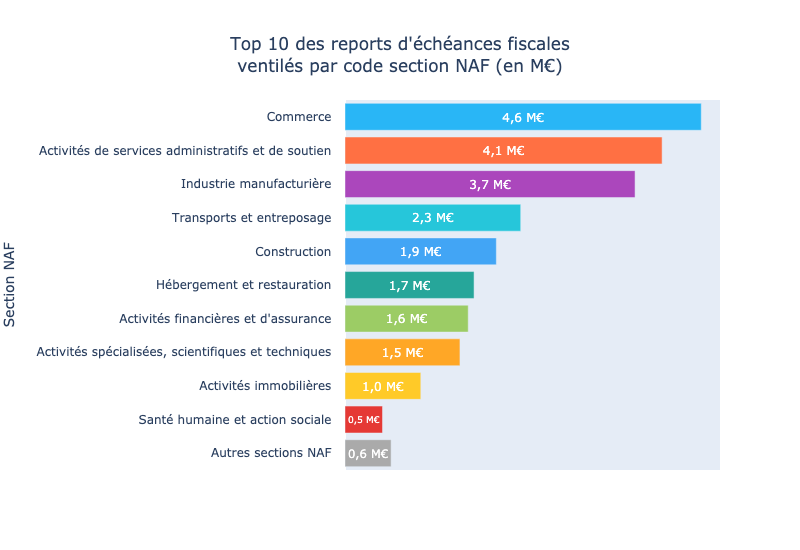 Top 10 des reports d'échéances fiscales
ventilés par code section NAF (en M€)
Section NAF
Commerce 4,6 M€
Activités de services administratifs et de soutien 4,1 M€
Industrie manufacturière 3,7 M€
Transports et entreposage 2,3 M€
Construction 1,9 M€
Hébergement et restauration 1,7 M€
Activités financières et d'assurance 1,6 M€
Activités spécialisées, scientifiques et techniques 1,5 M€
Activités immobilières 1,0 M€
Santé humaine et action sociale 0,5 M€
Autres sections NAF 0,6 M€